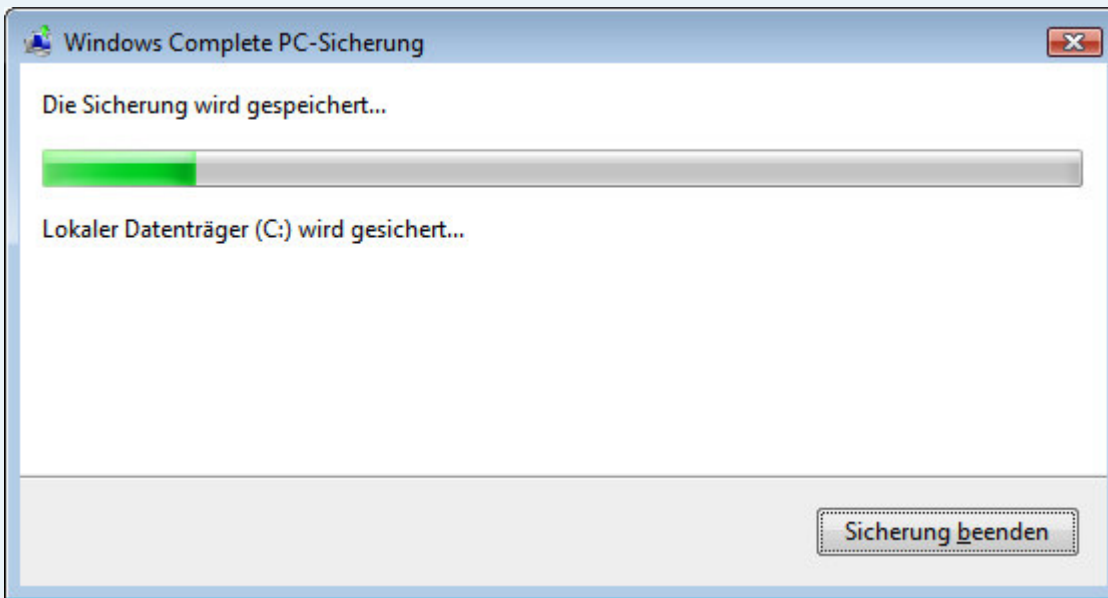 Windows Complete PC-Sicherung
Die Sicherung wird gespeichert...
Lokaler Datenträger (C:) wird gesichert...
Sicherung beenden